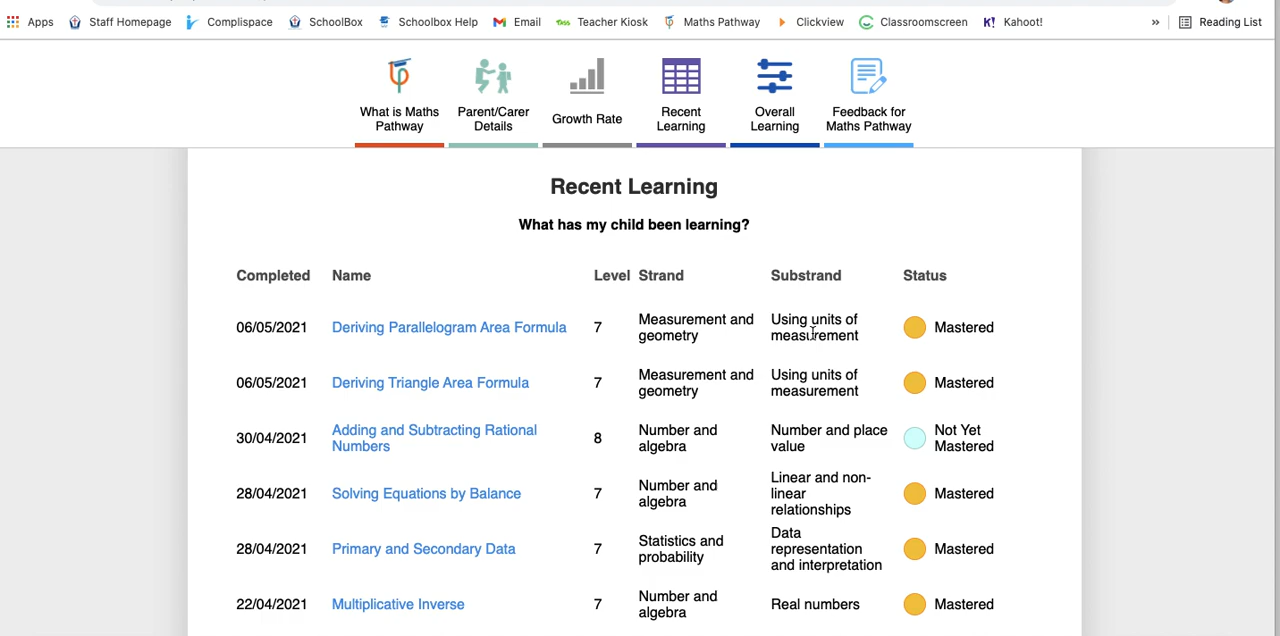 Apps Staff Homepage Complispace SchoolBox Schoolbox Help Email Teacher Kiosk Maths Pathway Clickview Classroomscreen K! Kahoot! » Reading List
What is Maths Pathway
Parent/Carer Details
Growth Rate
Recent Learning
Overall Learning
Feedback for Maths Pathway
Recent Learning
What has my child been learning?
Completed Name Level Strand Substrand Status
06/05/2021 Deriving Parallelogram Area Formula 7 Measurement and geometry Using units of measurement Mastered
06/05/2021 Deriving Triangle Area Formula 7 Measurement and geometry Using units of measurement Mastered
30/04/2021 Adding and Subtracting Rational Numbers 8 Number and algebra Number and place value Not Yet Mastered
28/04/2021 Solving Equations by Balance 7 Number and algebra Linear and non-linear relationships Mastered
28/04/2021 Primary and Secondary Data 7 Statistics and probability Data representation and interpretation Mastered
22/04/2021 Multiplicative Inverse 7 Number and algebra Real numbers Mastered